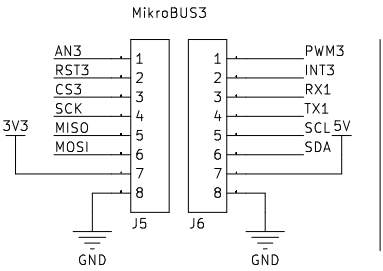 MikroBUS3
AN3 1 1 PWM3
RST3 2 2 INT3
CS3 3 3 RX1
SCK 4 4 TX1
3V3 MISO 5 5 SCL 5V
MOSI 6 6 SDA
7 7
8 8
J5 J6
GND GND